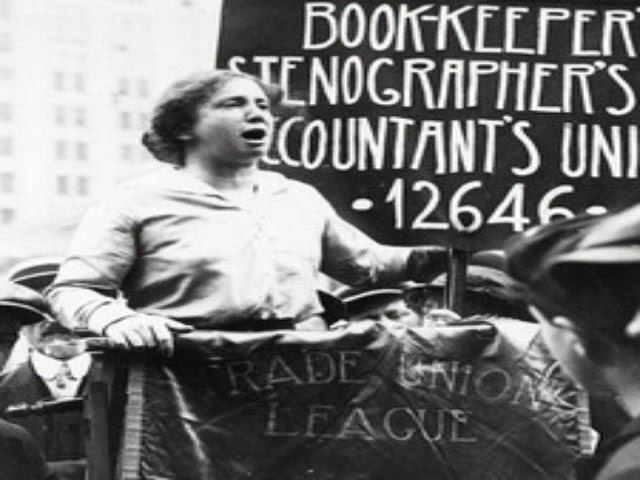 BOOK-KEEPER'
STENOGRAPHER'S
CCOUNTANT'S UNI
·12646·
TRADE UNION
LEAGUE